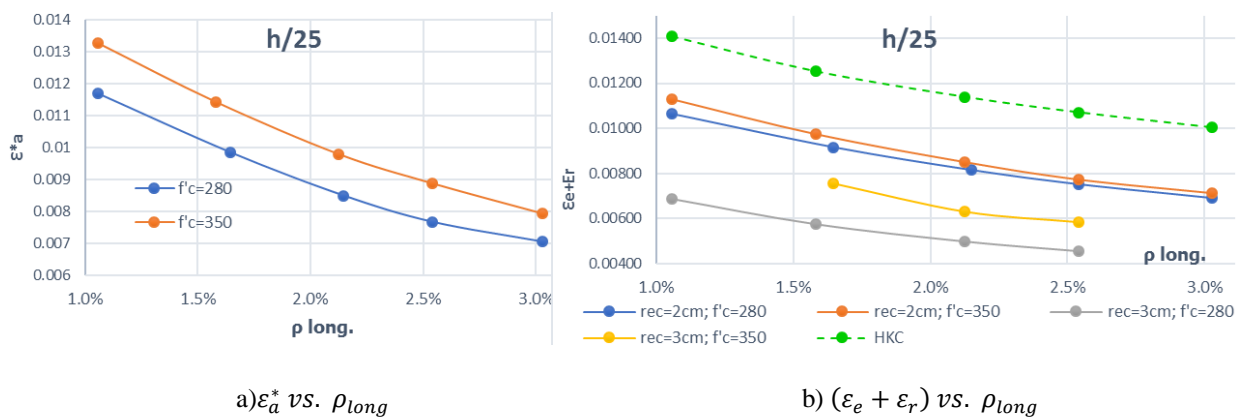 h/25
0.014
0.013
0.012
0.011
0.01
0.009
0.008
0.007
0.006
ε*a
f'c=280
f'c=350
1.0% 1.5% 2.0% 2.5% 3.0%
ρ long.
a)ε*a vs. ρlong
h/25
0.01400
0.01200
0.01000
0.00800
0.00600
0.00400
εe+Er
ρ long.
1.0% 1.5% 2.0% 2.5% 3.0%
rec=2cm; f'c=280 rec=2cm; f'c=350 rec=3cm; f'c=280
rec=3cm; f'c=350 HKC
b) (εe + εr) vs. ρlong